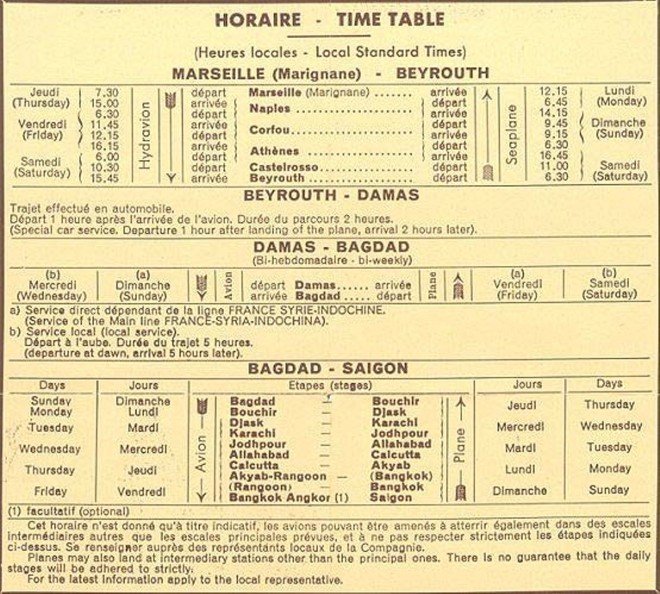 HORAIRE - TIME TABLE
(Heures locales - Local Standard Times)
MARSEILLE (Marignane) - BEYROUTH
Jeudi 7.30 départ Marseille (Marignane) ....... arrivée 12.15 Lundi
(Thursday) 15.00 arrivée Naples ................ départ 6.45 (Monday)
6.30 départ arrivée 14.15
Vendredi 11.45 arrivée Corfou ................ départ 9.45 Dimanche
(Friday) 12.15 départ arrivée 9.15 (Sunday)
16.15 arrivée Athènes ................ départ 6.30
Samedi 6.00 départ arrivée 16.45 Samedi
(Saturday) 10.30 départ Castelrosso ............ départ 11.00 (Saturday)
15.45 arrivée Beyrouth ................ départ 6.30
Hydravion
Seaplane
BEYROUTH - DAMAS
Trajet effectué en automobile.
Départ 1 heure après l'arrivée de l'avion. Durée du parcours 2 heures.
(Special car service. Departure 1 hour after landing of the plane, arrival 2 hours later).
DAMAS - BAGDAD
(Bi-hebdomadaire - bi-weekly)
(b) (a) (a) (b)
Mercredi Dimanche Avion départ Damas...... arrivée Plane Vendredi Samedi
(Wednesday) (Sunday) arrivée Bagdad..... départ (Friday) (Saturday)
a) Service direct dépendant de la ligne FRANCE SYRIE-INDOCHINE.
(Service of the Main line FRANCE-SYRIA-INDOCHINA).
b) Service local (local service).
Départ à l'aube. Durée du trajet 5 heures.
(departure at dawn, arrival 5 hours later).
BAGDAD - SAIGON
Days Jours Etapes (stages) Jours Days
Sunday Dimanche Bagdad — Bouchir Jeudi Thursday
Monday Lundi Bouchir — Djask
Tuesday Mardi Djask — Karachi Mercredi Wednesday
Karachi — Jodhpour
Wednesday Mercredi Jodhpour — Allahabad Mardi Tuesday
Allahabad — Calcutta
Thursday Jeudi Calcutta — Akyab Lundi Monday
Akyab-Rangoon — (Bangkok)
Friday Vendredi (Rangoon) — Bangkok Dimanche Sunday
Bangkok Angkor (1) Saigon
Avion
Plane
(1) facultatif (optional)
Cet horaire n'est donné qu'à titre indicatif, les avions pouvant être amenés à atterrir également dans des escales
intermédiaires autres que les escales principales prévues, et à ne pas respecter strictement les étapes indiquées
ci-dessus. Se renseigner auprès des représentants locaux de la Compagnie.
Planes may also land at intermediary stations other than the principal ones. There is no guarantee that the daily
stages will be adhered to strictly.
For the latest information apply to the local representative.